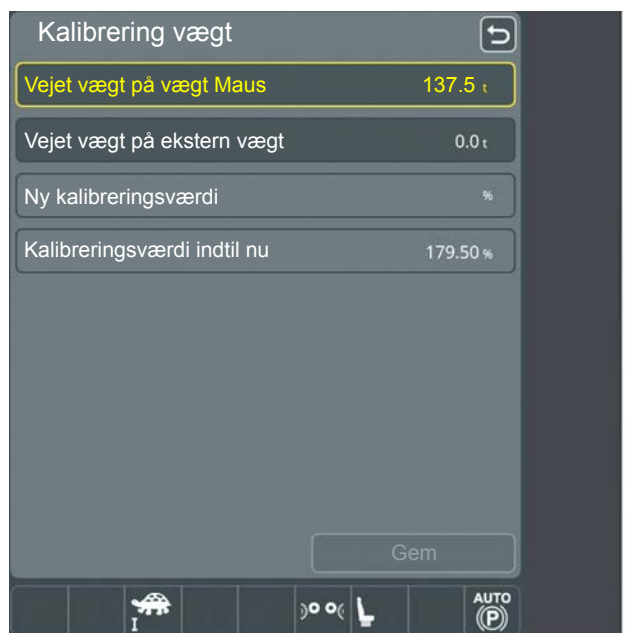 Kalibrering vægt
Vejet vægt på vægt Maus 137.5 t
Vejet vægt på ekstern vægt 0.0 t
Ny kalibreringsværdi %
Kalibreringsværdi indtil nu 179.50 %
Gem
I
AUTO
P